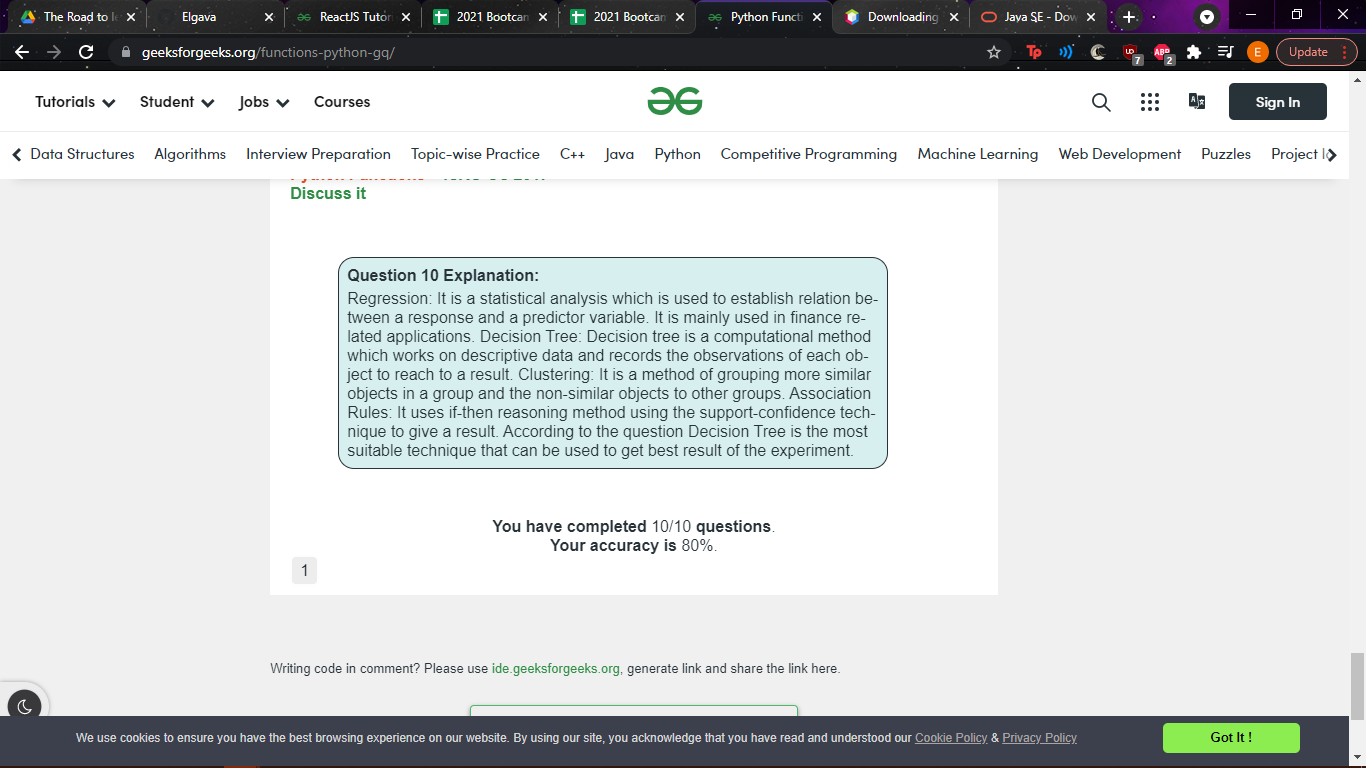 The Road to l
Elgava
ReactJS Tutor
2021 Bootcam
2021 Bootcam
Python Functi
Downloading
Java SE - Dow
geeksforgeeks.org/functions-python-gq/
Update
Tutorials
Student
Jobs
Courses
Sign In
Data Structures
Algorithms
Interview Preparation
Topic-wise Practice
C++
Java
Python
Competitive Programming
Machine Learning
Web Development
Puzzles
Project
Discuss it
Question 10 Explanation:
Regression: It is a statistical analysis which is used to establish relation be-
tween a response and a predictor variable. It is mainly used in finance re-
lated applications. Decision Tree: Decision tree is a computational method
which works on descriptive data and records the observations of each ob-
ject to reach to a result. Clustering: It is a method of grouping more similar
objects in a group and the non-similar objects to other groups. Association
Rules: It uses if-then reasoning method using the support-confidence tech-
nique to give a result. According to the question Decision Tree is the most
suitable technique that can be used to get best result of the experiment.
You have completed 10/10 questions.
Your accuracy is 80%.
1
Writing code in comment? Please use ide.geeksforgeeks.org, generate link and share the link here.
We use cookies to ensure you have the best browsing experience on our website. By using our site, you acknowledge that you have read and understood our Cookie Policy & Privacy Policy
Got It !